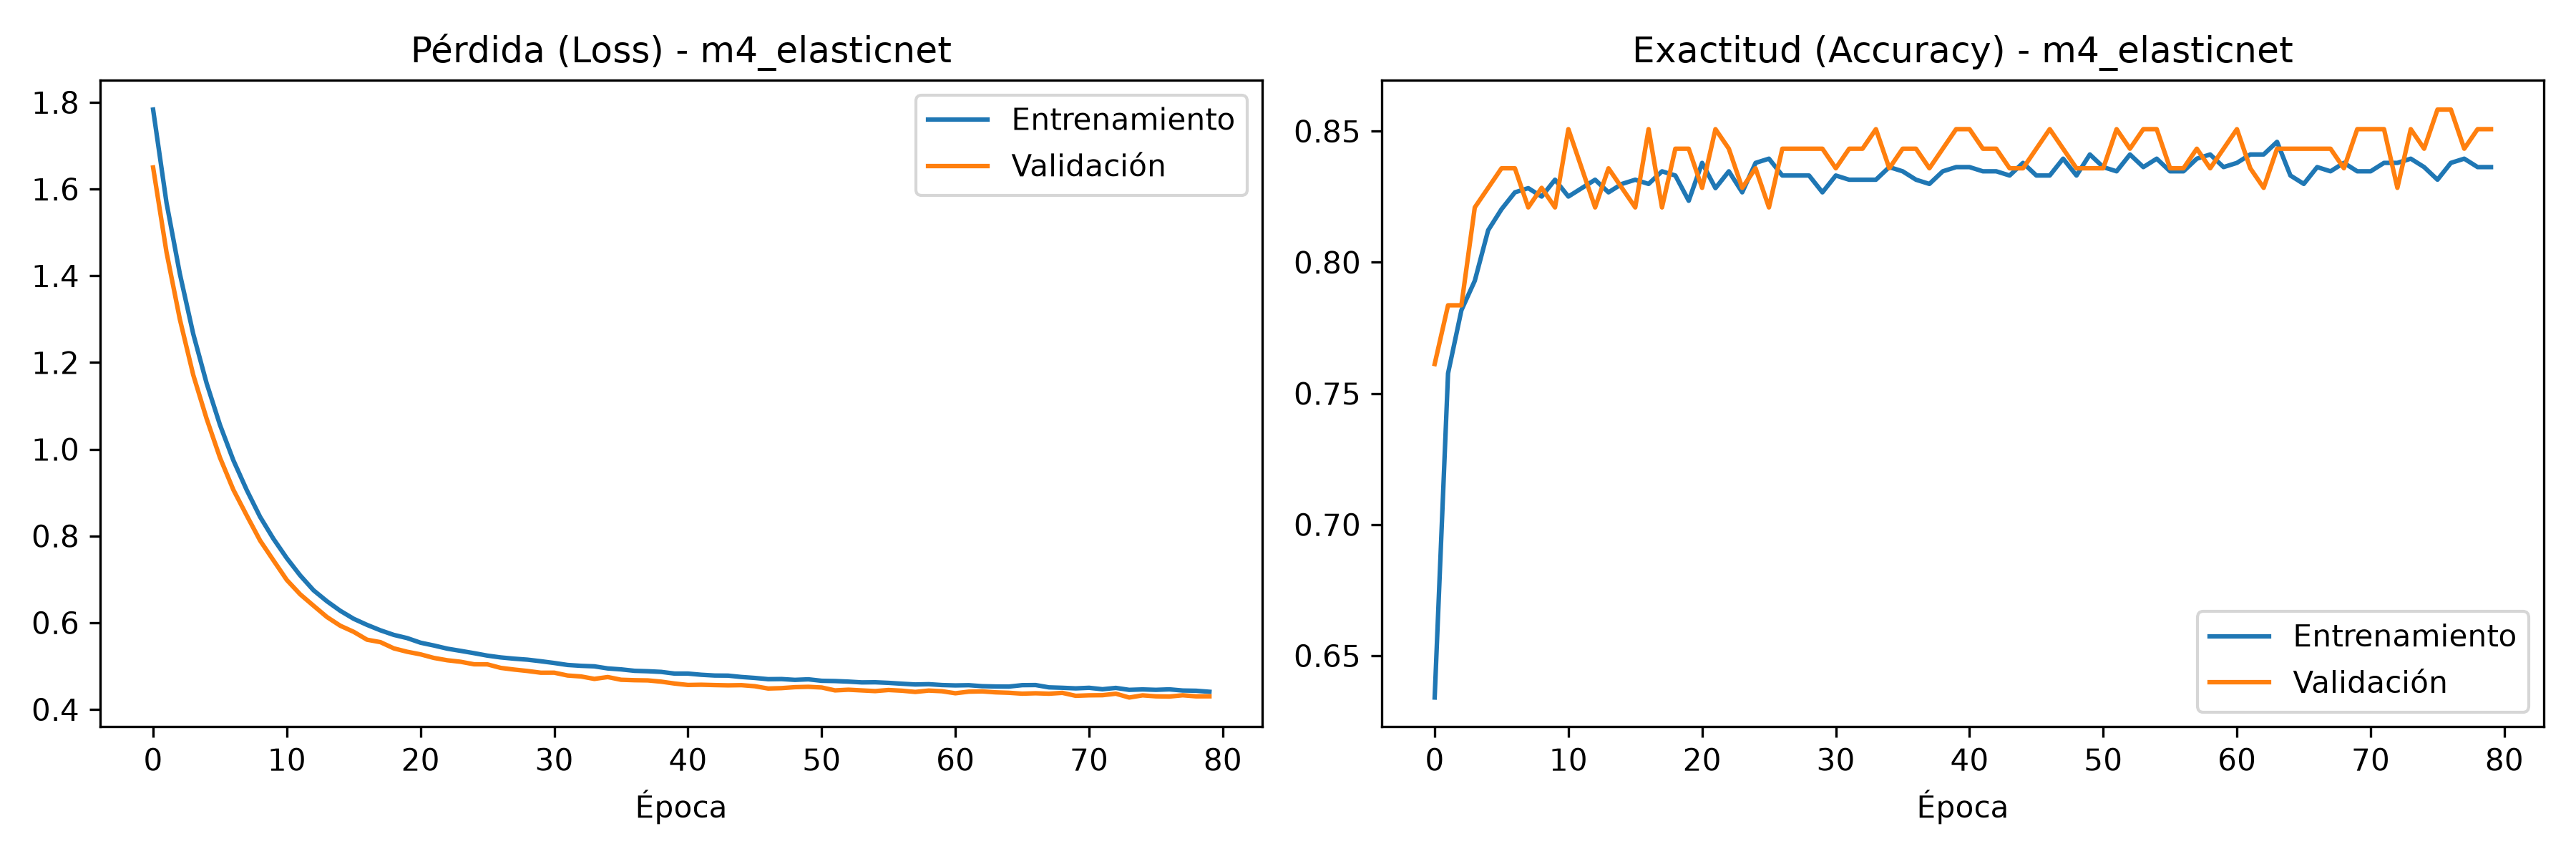 Pérdida (Loss) - m4_elasticnet
1.8
1.6
1.4
1.2
1.0
0.8
0.6
0.4
Entrenamiento
Validación
0 10 20 30 40 50 60 70 80
Época
Exactitud (Accuracy) - m4_elasticnet
0.85
0.80
0.75
0.70
0.65
Entrenamiento
Validación
0 10 20 30 40 50 60 70 80
Época